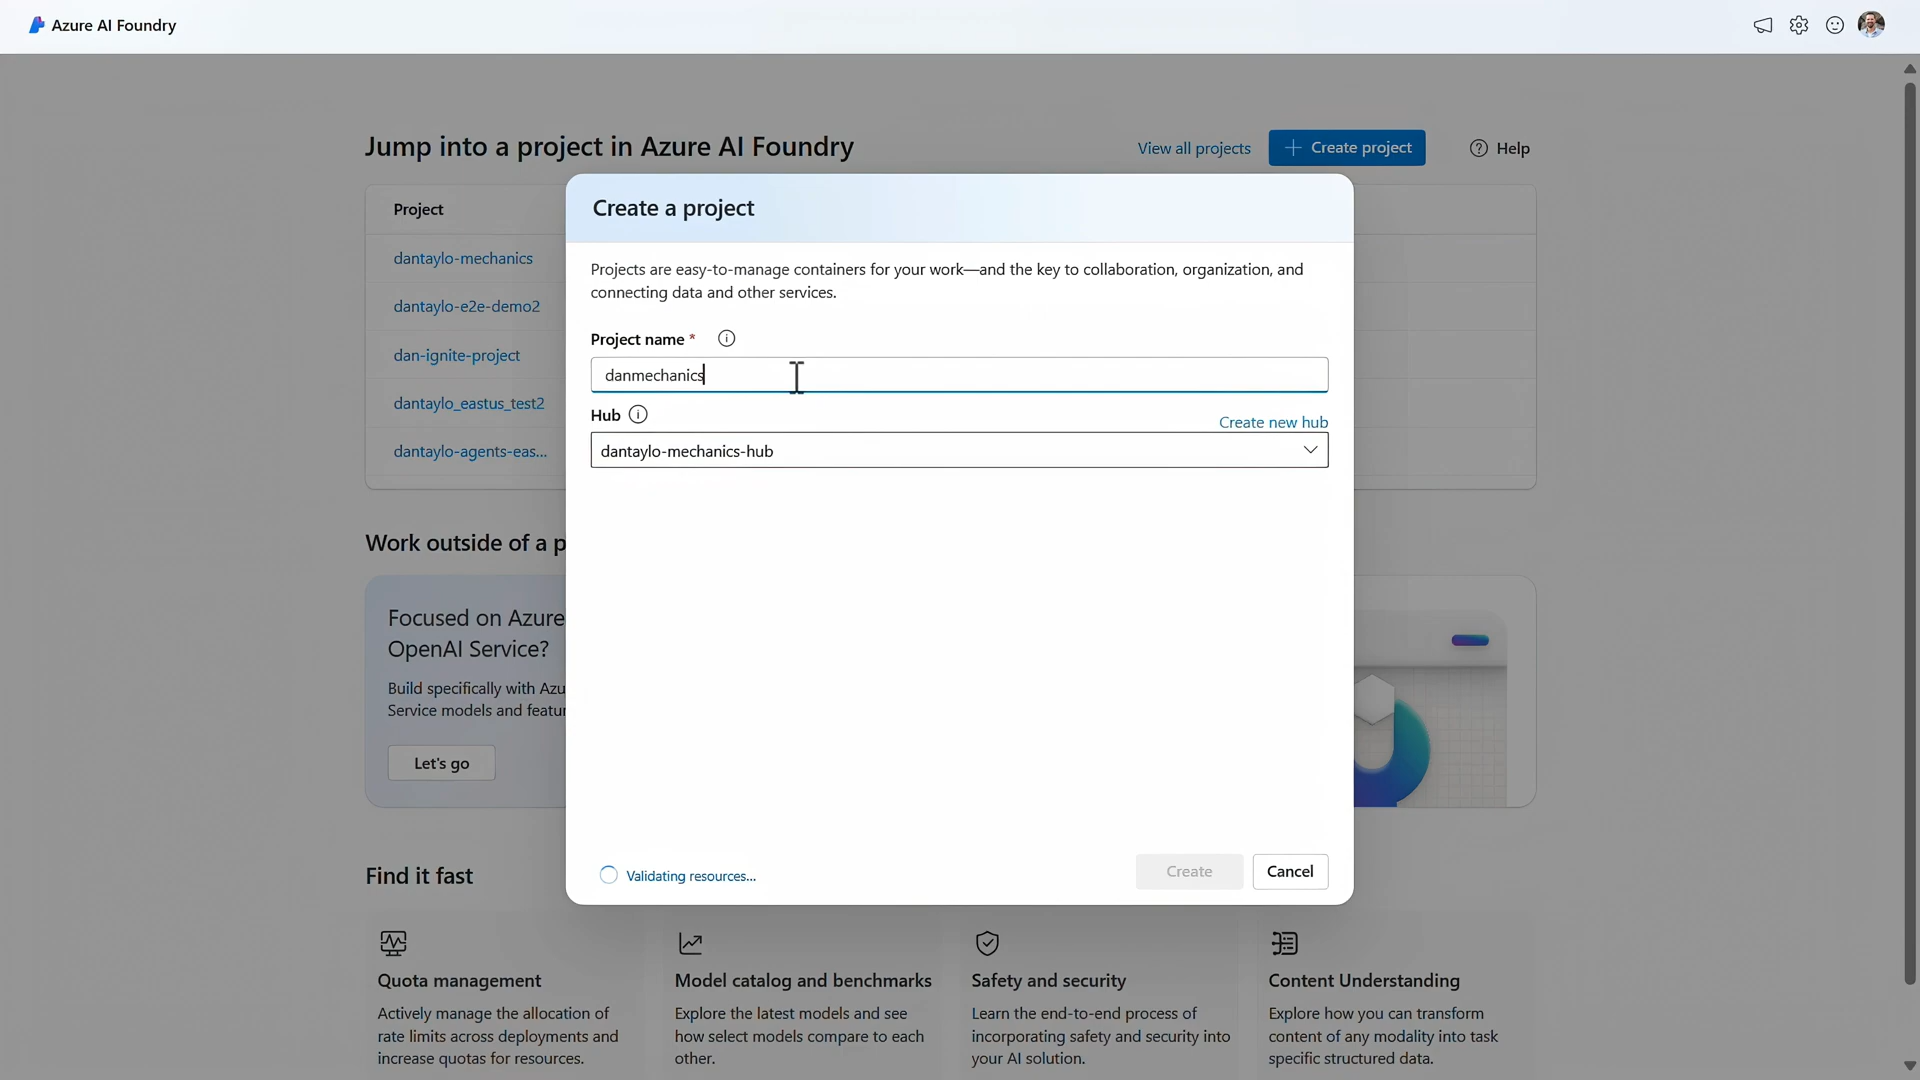 Azure AI Foundry
Jump into a project in Azure AI Foundry
View all projects
Create project
Help
Project
dantaylo-mechanics
dantaylo-e2e-demo2
dan-ignite-project
dantaylo_eastus_test2
dantaylo-agents-eas...
Create a project
Projects are easy-to-manage containers for your work—and the key to collaboration, organization, and
connecting data and other services.
Project name *
danmechanics
Hub
Create new hub
dantaylo-mechanics-hub
Validating resources...
Create
Cancel
Work outside of a p
Focused on Azure
OpenAI Service?
Build specifically with Azu
Service models and featur
Let's go
Find it fast
Quota management
Actively manage the allocation of
rate limits across deployments and
increase quotas for resources.
Model catalog and benchmarks
Explore the latest models and see
how select models compare to each
other.
Safety and security
Learn the end-to-end process of
incorporating safety and security into
your AI solution.
Content Understanding
Explore how you can transform
content of any modality into task
specific structured data.